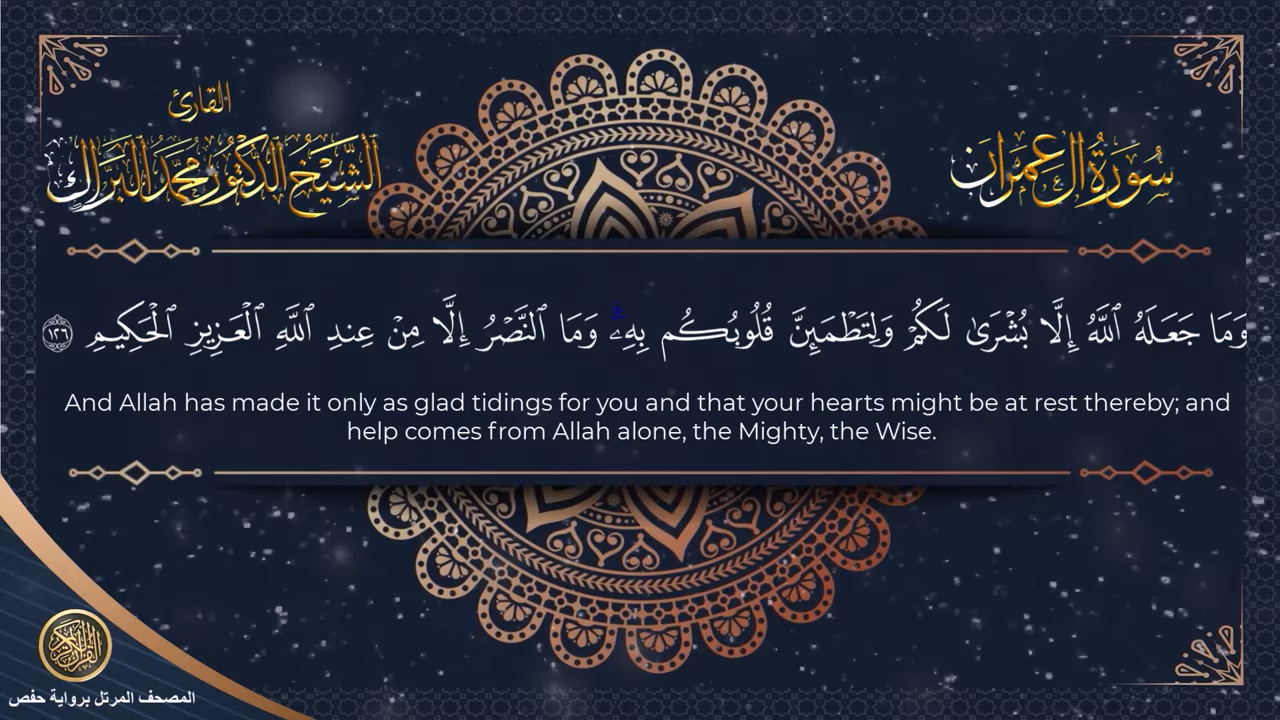 القارئ
الشيخ الدكتور محمد البراك
سورة آل عمران
وَمَا جَعَلَهُ ٱللَّهُ إِلَّا بُشْرَىٰ لَكُمْ وَلِتَطْمَئِنَّ قُلُوبُكُم بِهِۦ ۗ وَمَا ٱلنَّصْرُ إِلَّا مِنْ عِندِ ٱللَّهِ ٱلْعَزِيزِ ٱلْحَكِيمِ ١٢٦
And Allah has made it only as glad tidings for you and that your hearts might be at rest thereby; and
help comes from Allah alone, the Mighty, the Wise.
القرآن الكريم
المصحف المرتل برواية حفص